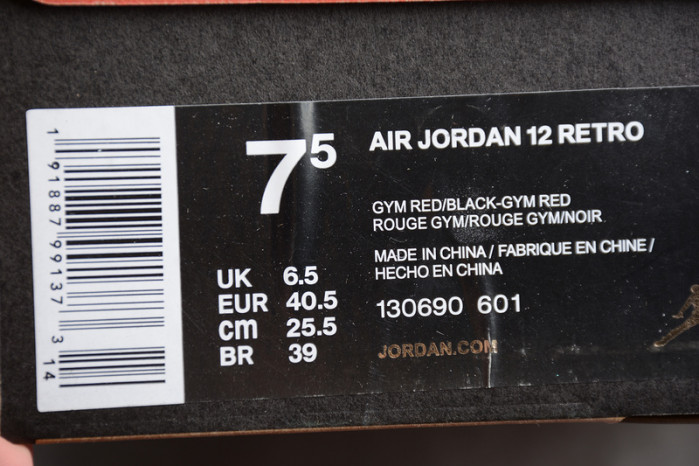 1 91887 99137 3 14
7 5
AIR JORDAN 12 RETRO
GYM RED/BLACK-GYM RED
ROUGE GYM/ROUGE GYM/NOIR
MADE IN CHINA / FABRIQUE EN CHINE /
HECHO EN CHINA
130690 601
UK 6.5
EUR 40.5
cm 25.5
BR 39
JORDAN.COM